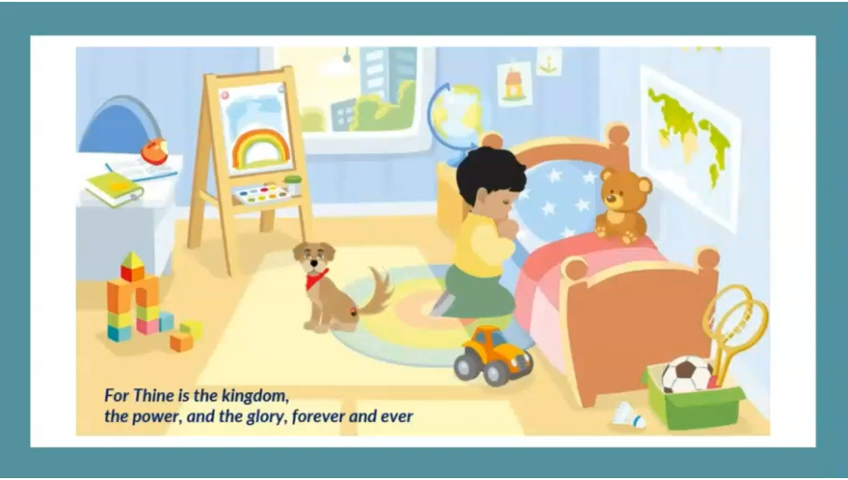 For Thine is the kingdom,
the power, and the glory, forever and ever